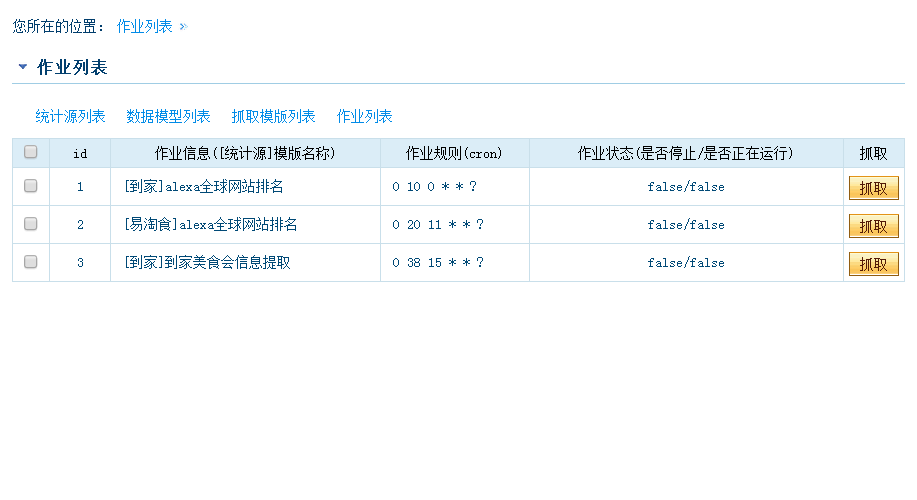 您所在的位置： 作业列表 »
作业列表
统计源列表 数据模型列表 抓取模版列表 作业列表
id 作业信息([统计源]模版名称) 作业规则(cron) 作业状态(是否停止/是否正在运行) 抓取
1 [到家]alexa全球网站排名 0 10 0 * * ? false/false 抓取
2 [易淘食]alexa全球网站排名 0 20 11 * * ? false/false 抓取
3 [到家]到家美食会信息提取 0 38 15 * * ? false/false 抓取